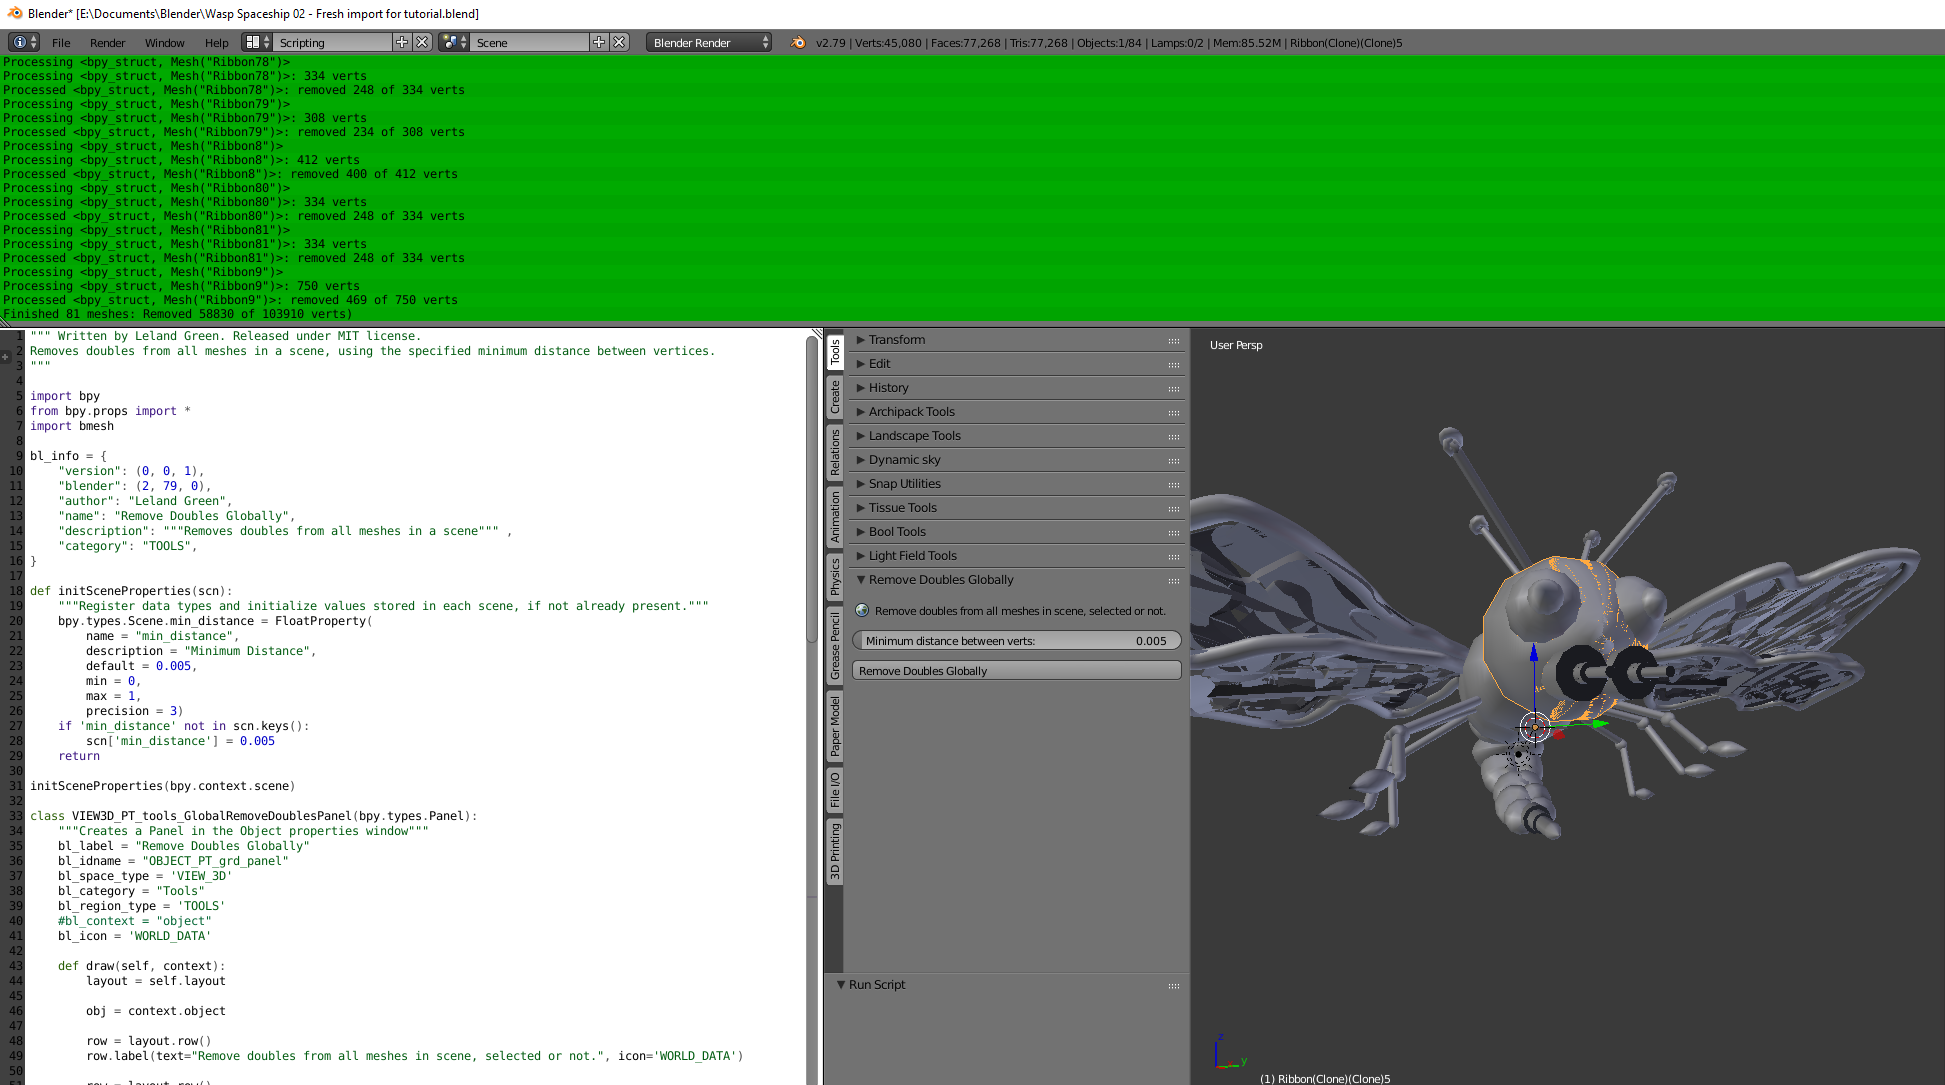 Blender* [E:\Documents\Blender\Wasp Spaceship 02 - Fresh import for tutorial.blend]
File Render Window Help Scripting Scene Blender Render v2.79 | Verts:45,080 | Faces:77,268 | Tris:77,268 | Objects:1/84 | Lamps:0/2 | Mem:85.52M | Ribbon(Clone)(Clone)5
Processing <bpy_struct, Mesh("Ribbon78")>
Processing <bpy_struct, Mesh("Ribbon78")>: 334 verts
Processed <bpy_struct, Mesh("Ribbon78")>: removed 248 of 334 verts
Processing <bpy_struct, Mesh("Ribbon79")>
Processing <bpy_struct, Mesh("Ribbon79")>: 308 verts
Processed <bpy_struct, Mesh("Ribbon79")>: removed 234 of 308 verts
Processing <bpy_struct, Mesh("Ribbon8")>
Processing <bpy_struct, Mesh("Ribbon8")>: 412 verts
Processed <bpy_struct, Mesh("Ribbon8")>: removed 400 of 412 verts
Processing <bpy_struct, Mesh("Ribbon80")>
Processing <bpy_struct, Mesh("Ribbon80")>: 334 verts
Processed <bpy_struct, Mesh("Ribbon80")>: removed 248 of 334 verts
Processing <bpy_struct, Mesh("Ribbon81")>
Processing <bpy_struct, Mesh("Ribbon81")>: 334 verts
Processed <bpy_struct, Mesh("Ribbon81")>: removed 248 of 334 verts
Processing <bpy_struct, Mesh("Ribbon9")>
Processing <bpy_struct, Mesh("Ribbon9")>: 750 verts
Processed <bpy_struct, Mesh("Ribbon9")>: removed 469 of 750 verts
Finished 81 meshes: Removed 58830 of 103910 verts)
1 """ Written by Leland Green. Released under MIT license.
2 Removes doubles from all meshes in a scene, using the specified minimum distance between vertices.
3 """
4
5 import bpy
6 from bpy.props import *
7 import bmesh
8
9 bl_info = {
10     "version": (0, 0, 1),
11     "blender": (2, 79, 0),
12     "author": "Leland Green",
13     "name": "Remove Doubles Globally",
14     "description": """Removes doubles from all meshes in a scene""" ,
15     "category": "TOOLS",
16 }
17
18 def initSceneProperties(scn):
19     """Register data types and initialize values stored in each scene, if not already present."""
20     bpy.types.Scene.min_distance = FloatProperty(
21         name = "min_distance",
22         description = "Minimum Distance",
23         default = 0.005,
24         min = 0,
25         max = 1,
26         precision = 3)
27     if 'min_distance' not in scn.keys():
28         scn['min_distance'] = 0.005
29     return
30
31 initSceneProperties(bpy.context.scene)
32
33 class VIEW3D_PT_tools_GlobalRemoveDoublesPanel(bpy.types.Panel):
34     """Creates a Panel in the Object properties window"""
35     bl_label = "Remove Doubles Globally"
36     bl_idname = "OBJECT_PT_grd_panel"
37     bl_space_type = 'VIEW_3D'
38     bl_category = "Tools"
39     bl_region_type = 'TOOLS'
40     #bl_context = "object"
41     bl_icon = 'WORLD_DATA'
42
43     def draw(self, context):
44         layout = self.layout
45
46         obj = context.object
47
48         row = layout.row()
49         row.label(text="Remove doubles from all meshes in scene, selected or not.", icon='WORLD_DATA')
50
51         row = layout.row()
Tools
Create
Relations
Animation
Physics
Grease Pencil
Paper Model
File I/O
3D Printing
Transform
Edit
History
Archipack Tools
Landscape Tools
Dynamic sky
Snap Utilities
Tissue Tools
Bool Tools
Light Field Tools
Remove Doubles Globally
Remove doubles from all meshes in scene, selected or not.
Minimum distance between verts: 0.005
Remove Doubles Globally
Run Script
User Persp
z
y
(1) Ribbon(Clone)(Clone)5